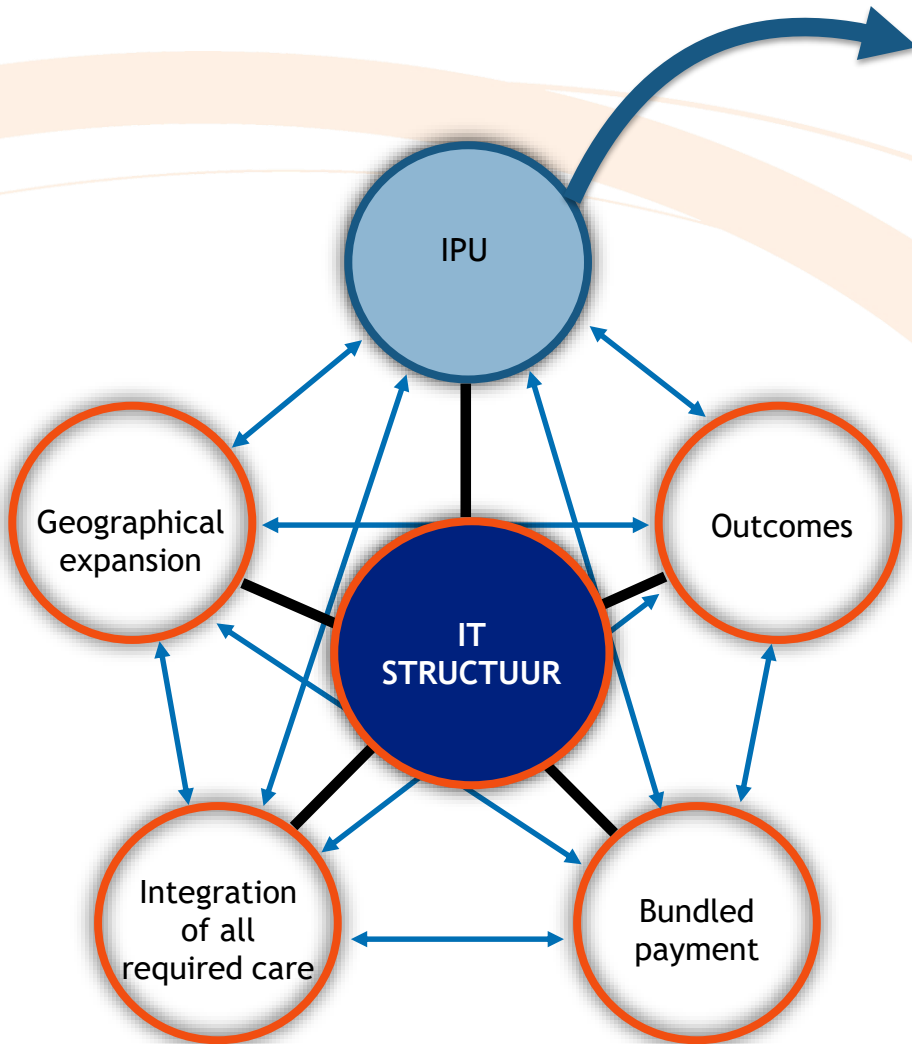 IPU
Geographical
expansion
Outcomes
IT
STRUCTUUR
Integration
of all
required care
Bundled
payment